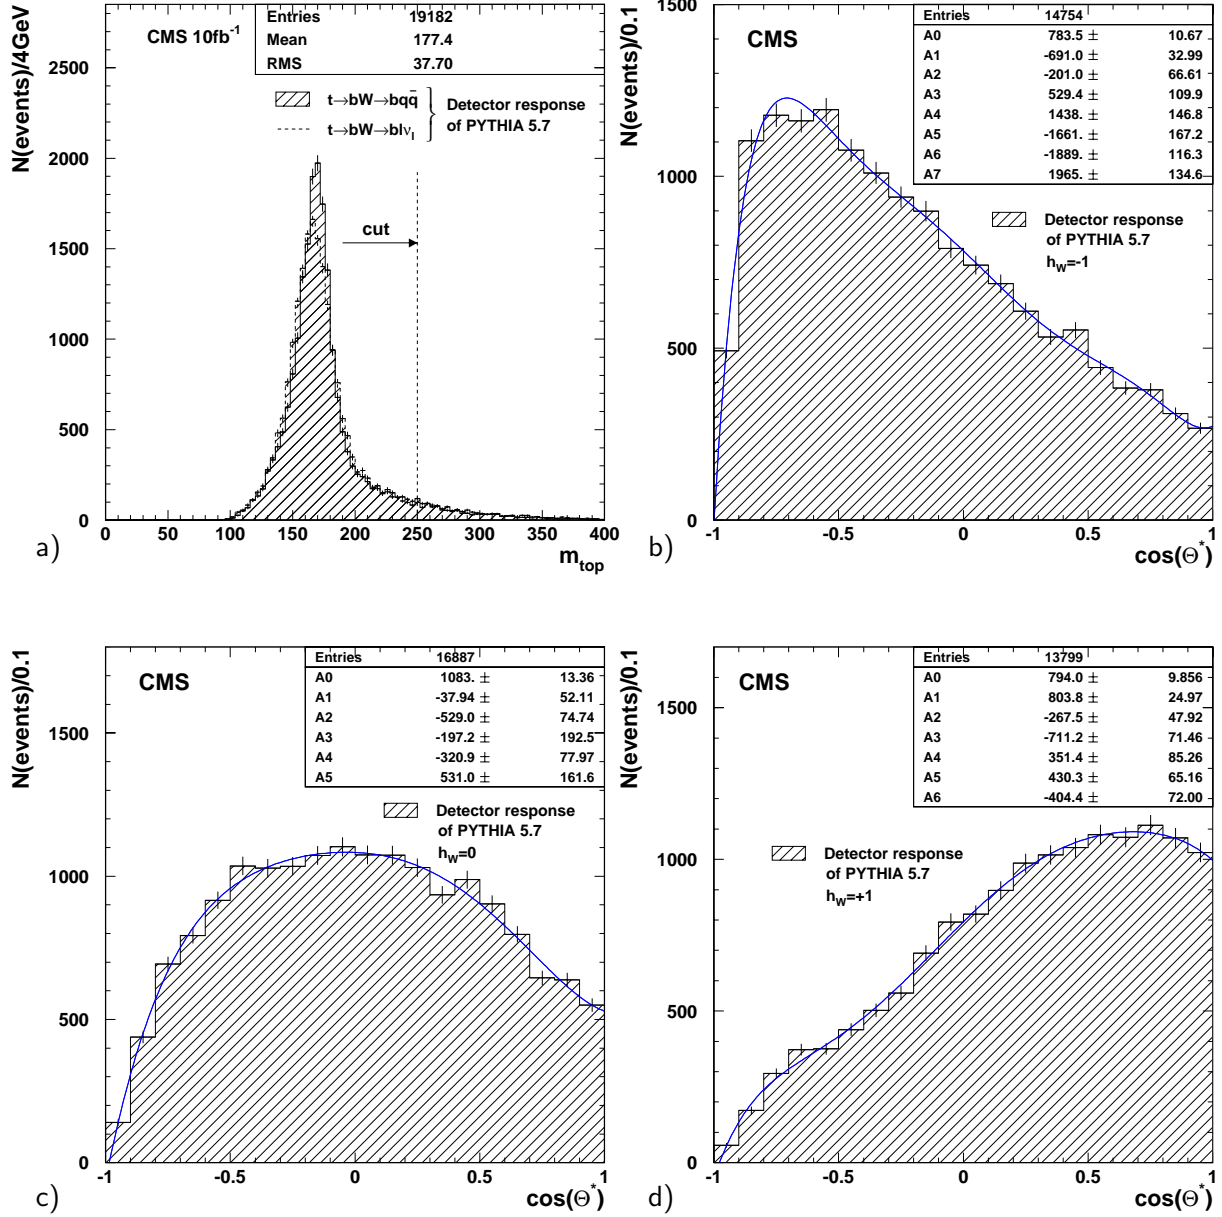 N(events)/4GeV
CMS 10fb-1
Entries 19182
Mean 177.4
RMS 37.70
t→bW→bqq̄
t→bW→blνl
Detector response
of PYTHIA 5.7
cut
2500
2000
1500
1000
500
0
0 50 100 150 200 250 300 350 400
mtop
a)
N(events)/0.1
CMS
Entries 14754
A0 783.5 ± 10.67
A1 -691.0 ± 32.99
A2 -201.0 ± 66.61
A3 529.4 ± 109.9
A4 1438. ± 146.8
A5 -1661. ± 167.2
A6 -1889. ± 116.3
A7 1965. ± 134.6
Detector response
of PYTHIA 5.7
hW=-1
1500
1000
500
0
-1 -0.5 0 0.5 1
cos(Θ*)
b)
N(events)/0.1
CMS
Entries 16887
A0 1083. ± 13.36
A1 -37.94 ± 52.11
A2 -529.0 ± 74.74
A3 -197.2 ± 192.5
A4 -320.9 ± 77.97
A5 531.0 ± 161.6
Detector response
of PYTHIA 5.7
hW=0
1500
1000
500
0
-1 -0.5 0 0.5 1
cos(Θ*)
c)
N(events)/0.1
CMS
Entries 13799
A0 794.0 ± 9.856
A1 803.8 ± 24.97
A2 -267.5 ± 47.92
A3 -711.2 ± 71.46
A4 351.4 ± 85.26
A5 430.3 ± 65.16
A6 -404.4 ± 72.00
Detector response
of PYTHIA 5.7
hW=+1
1500
1000
500
0
-1 -0.5 0 0.5 1
cos(Θ*)
d)